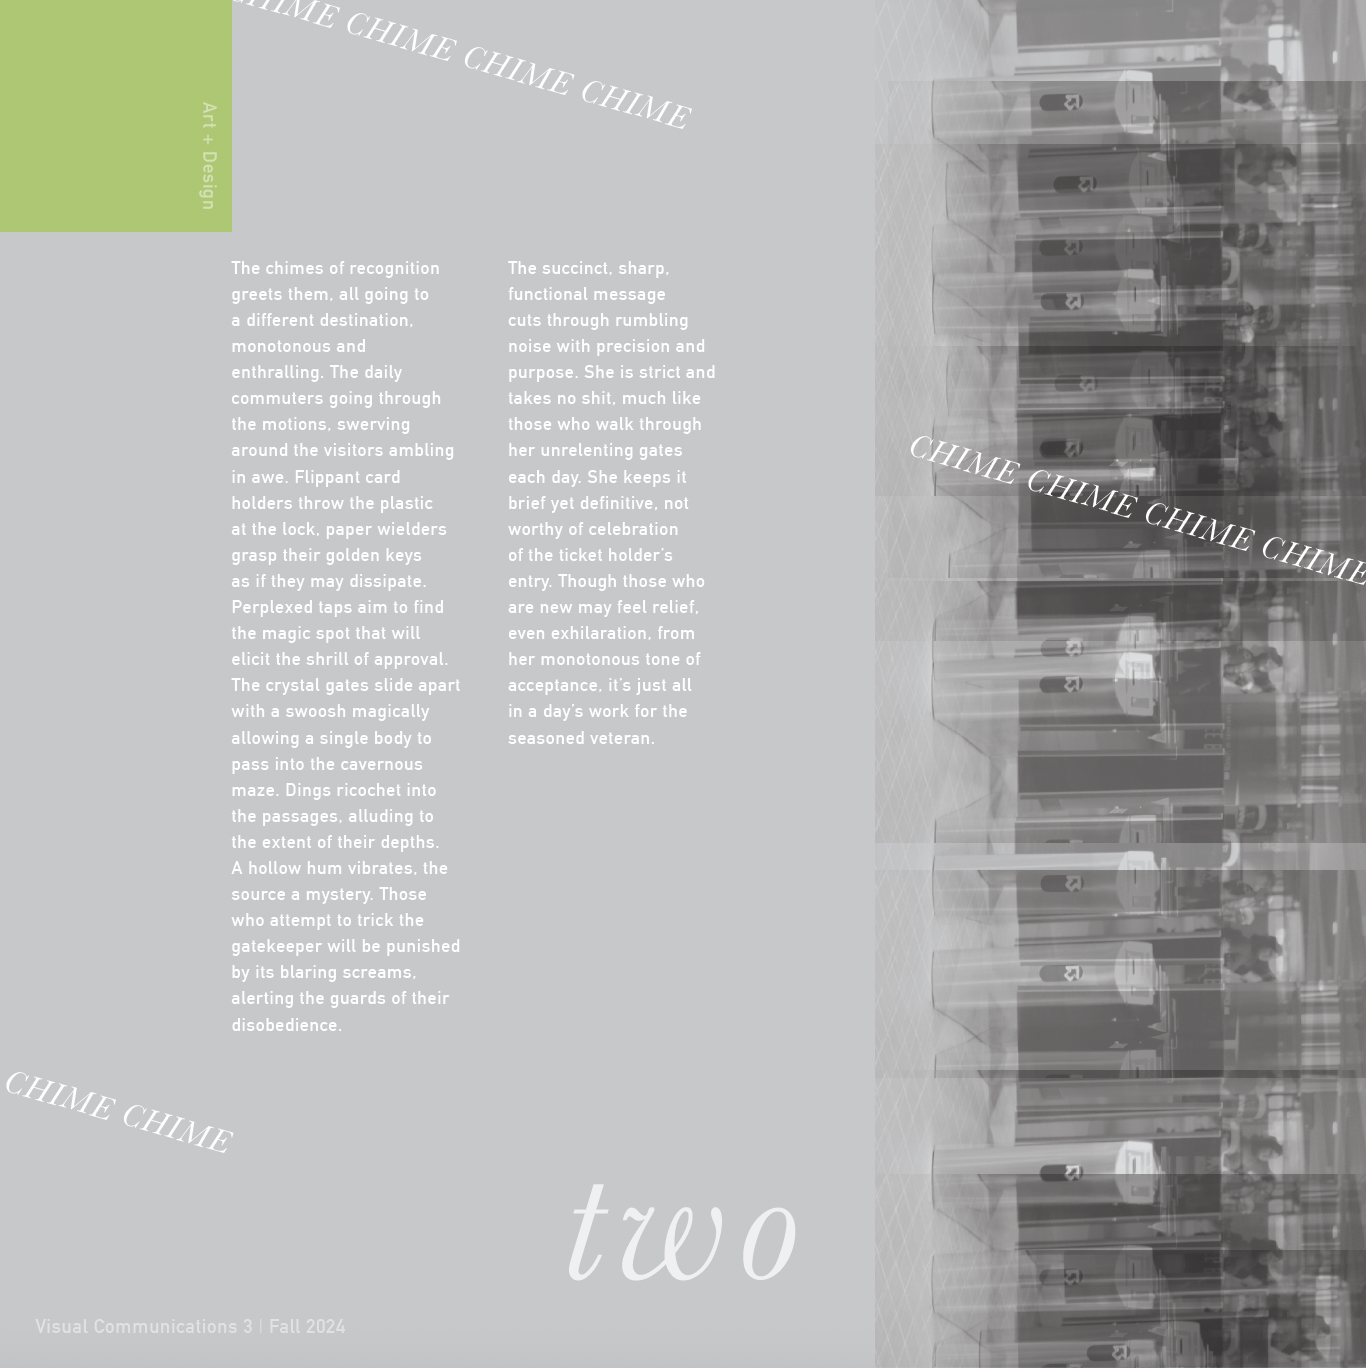 CHIME CHIME CHIME CHIME
Art + Design
The chimes of recognition
greets them, all going to
a different destination,
monotonous and
enthralling. The daily
commuters going through
the motions, swerving
around the visitors ambling
in awe. Flippant card
holders throw the plastic
at the lock, paper wielders
grasp their golden keys
as if they may dissipate.
Perplexed taps aim to find
the magic spot that will
elicit the shrill of approval.
The crystal gates slide apart
with a swoosh magically
allowing a single body to
pass into the cavernous
maze. Dings ricochet into
the passages, alluding to
the extent of their depths.
A hollow hum vibrates, the
source a mystery. Those
who attempt to trick the
gatekeeper will be punished
by its blaring screams,
alerting the guards of their
disobedience.
The succinct, sharp,
functional message
cuts through rumbling
noise with precision and
purpose. She is strict and
takes no shit, much like
those who walk through
her unrelenting gates
each day. She keeps it
brief yet definitive, not
worthy of celebration
of the ticket holder's
entry. Though those who
are new may feel relief,
even exhilaration, from
her monotonous tone of
acceptance, it's just all
in a day's work for the
seasoned veteran.
CHIME CHIME CHIME CHIME
CHIME CHIME
two
Visual Communications 3 | Fall 2024